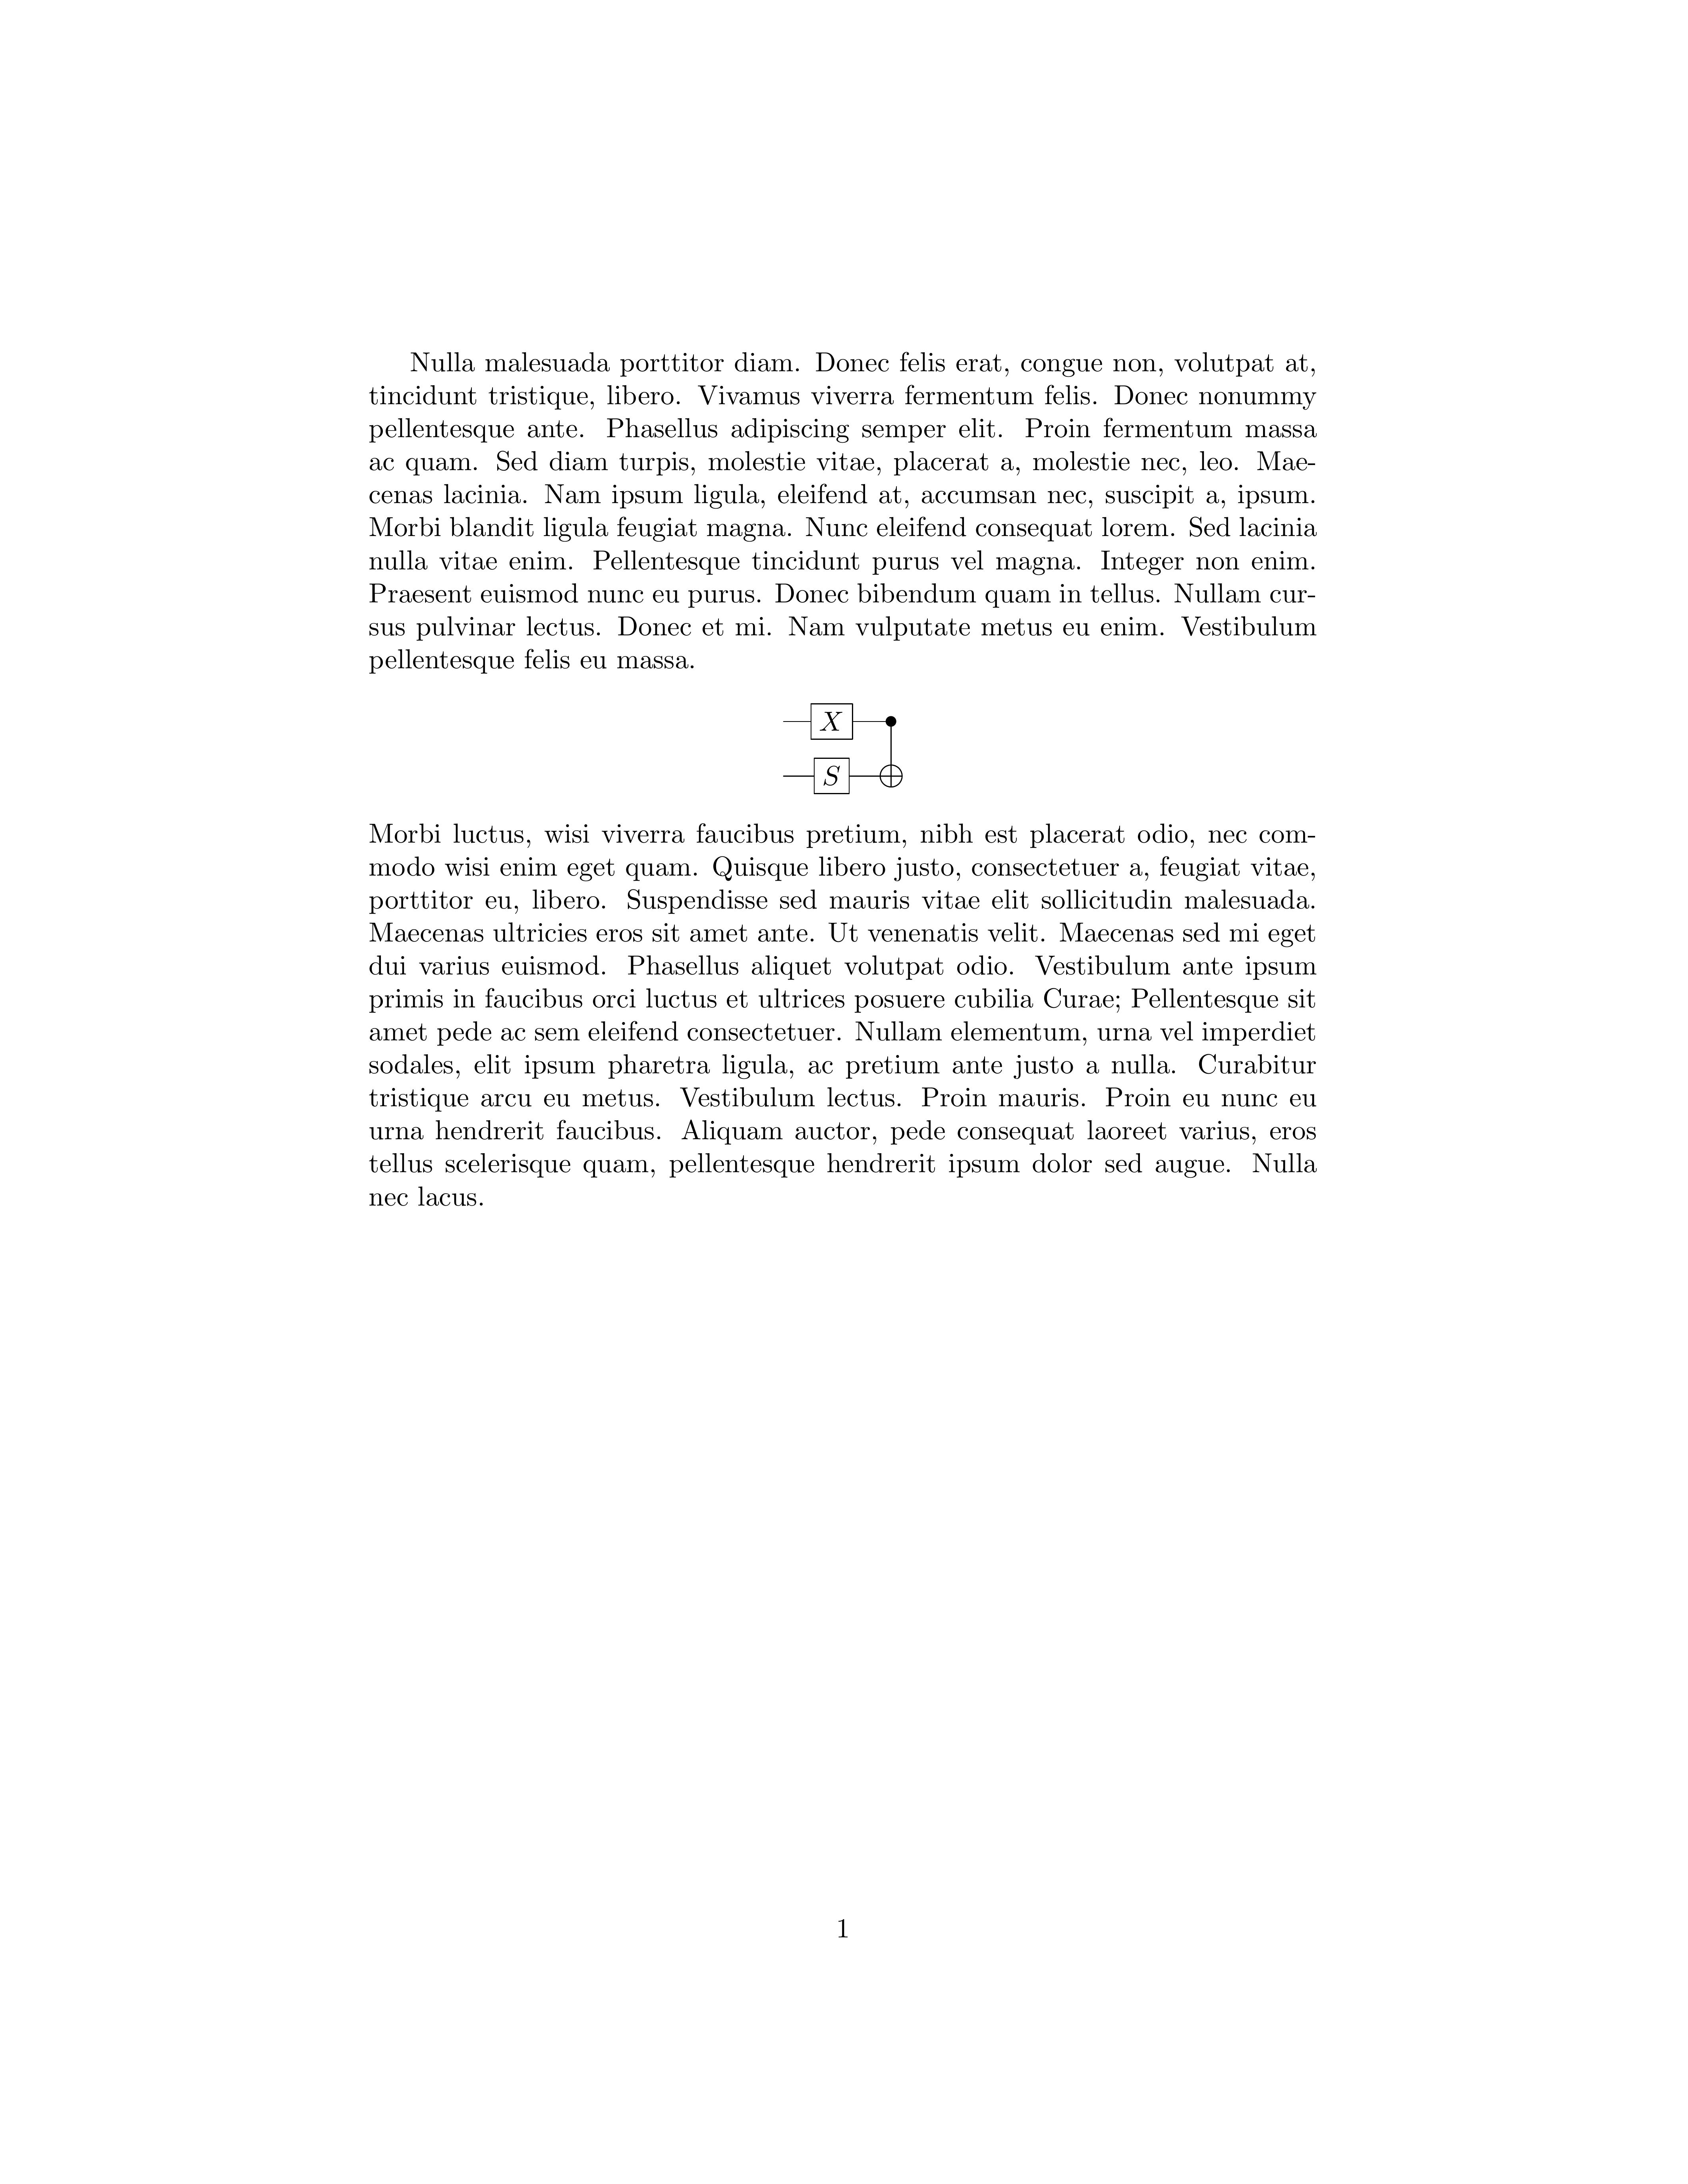 Nulla malesuada porttitor diam. Donec felis erat, congue non, volutpat at,
tincidunt tristique, libero. Vivamus viverra fermentum felis. Donec nonummy
pellentesque ante. Phasellus adipiscing semper elit. Proin fermentum massa
ac quam. Sed diam turpis, molestie vitae, placerat a, molestie nec, leo. Mae-
cenas lacinia. Nam ipsum ligula, eleifend at, accumsan nec, suscipit a, ipsum.
Morbi blandit ligula feugiat magna. Nunc eleifend consequat lorem. Sed lacinia
nulla vitae enim. Pellentesque tincidunt purus vel magna. Integer non enim.
Praesent euismod nunc eu purus. Donec bibendum quam in tellus. Nullam cur-
sus pulvinar lectus. Donec et mi. Nam vulputate metus eu enim. Vestibulum
pellentesque felis eu massa.
X
S
Morbi luctus, wisi viverra faucibus pretium, nibh est placerat odio, nec com-
modo wisi enim eget quam. Quisque libero justo, consectetuer a, feugiat vitae,
porttitor eu, libero. Suspendisse sed mauris vitae elit sollicitudin malesuada.
Maecenas ultricies eros sit amet ante. Ut venenatis velit. Maecenas sed mi eget
dui varius euismod. Phasellus aliquet volutpat odio. Vestibulum ante ipsum
primis in faucibus orci luctus et ultrices posuere cubilia Curae; Pellentesque sit
amet pede ac sem eleifend consectetuer. Nullam elementum, urna vel imperdiet
sodales, elit ipsum pharetra ligula, ac pretium ante justo a nulla. Curabitur
tristique arcu eu metus. Vestibulum lectus. Proin mauris. Proin eu nunc eu
urna hendrerit faucibus. Aliquam auctor, pede consequat laoreet varius, eros
tellus scelerisque quam, pellentesque hendrerit ipsum dolor sed augue. Nulla
nec lacus.
1